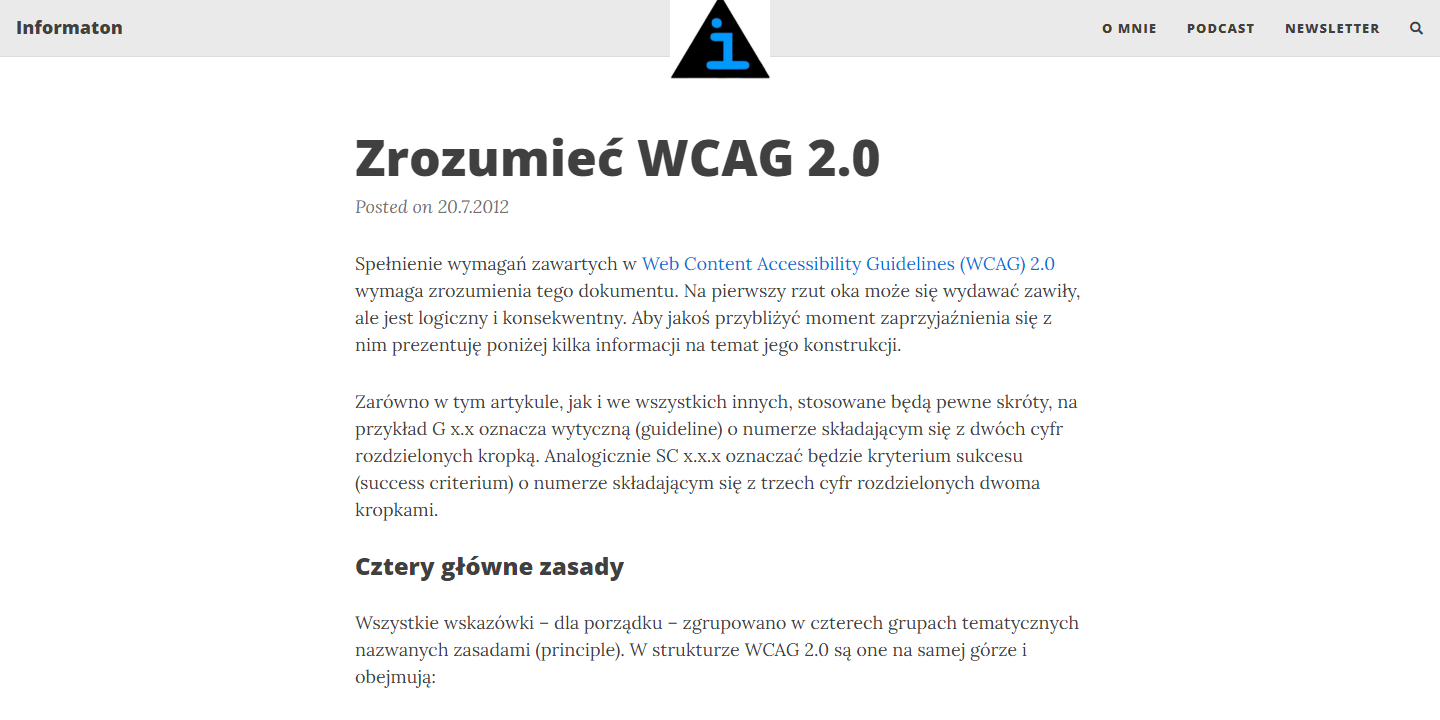 Informaton
i
O MNIE
PODCAST
NEWSLETTER
Zrozumieć WCAG 2.0
Posted on 20.7.2012
Spełnienie wymagań zawartych w Web Content Accessibility Guidelines (WCAG) 2.0
wymaga zrozumienia tego dokumentu. Na pierwszy rzut oka może się wydawać zawiły,
ale jest logiczny i konsekwentny. Aby jakoś przybliżyć moment zaprzyjaźnienia się z
nim prezentuję poniżej kilka informacji na temat jego konstrukcji.
Zarówno w tym artykule, jak i we wszystkich innych, stosowane będą pewne skróty, na
przykład G x.x oznacza wytyczną (guideline) o numerze składającym się z dwóch cyfr
rozdzielonych kropką. Analogicznie SC x.x.x oznaczać będzie kryterium sukcesu
(success criterium) o numerze składającym się z trzech cyfr rozdzielonych dwoma
kropkami.
Cztery główne zasady
Wszystkie wskazówki – dla porządku – zgrupowano w czterech grupach tematycznych
nazwanych zasadami (principle). W strukturze WCAG 2.0 są one na samej górze i
obejmują: